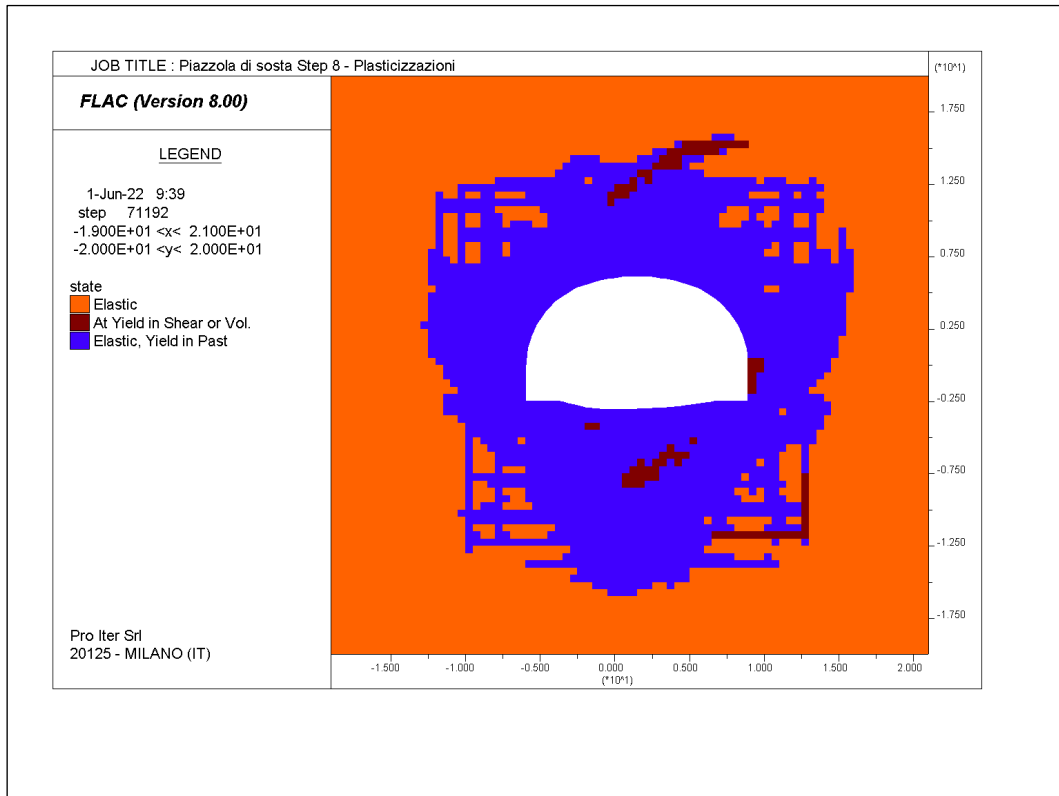 JOB TITLE : Piazzola di sosta Step 8 - Plasticizzazioni
(*10^1)
FLAC (Version 8.00)
LEGEND
1-Jun-22 9:39
step 71192
-1.900E+01 <x< 2.100E+01
-2.000E+01 <y< 2.000E+01
state
Elastic
At Yield in Shear or Vol.
Elastic, Yield in Past
Pro Iter Srl
20125 - MILANO (IT)
1.750
1.250
0.750
0.250
-0.250
-0.750
-1.250
-1.750
-1.500 -1.000 -0.500 0.000 0.500 1.000 1.500 2.000
(*10^1)